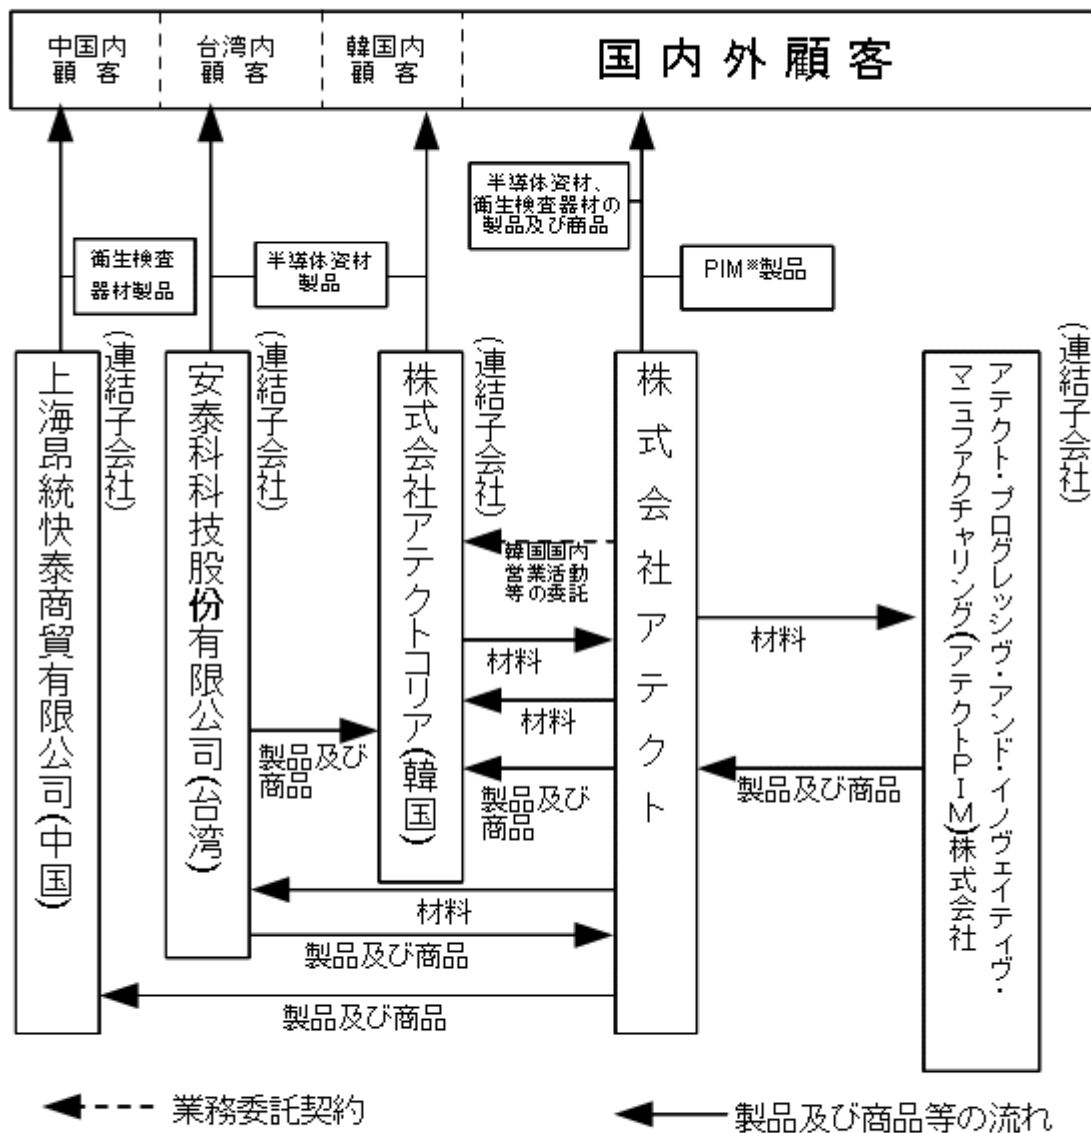 中国内
顧客
台湾内
顧客
韓国内
顧客
国内外顧客
半導体資材、
衛生検査器材の
製品及び商品
衛生検査
器材製品
半導体資材
製品
PIM※製品
上海昂統快泰商貿有限公司(中国)
(連結子会社)
安泰科科技股份有限公司(台湾)
(連結子会社)
株式会社アテクトコリア(韓国)
(連結子会社)
株式会社アテクト
アテクト・プログレッシヴ・アンド・イノヴェイティヴ・
マニュファクチャリング(アテクトPIM)株式会社
(連結子会社)
韓国国内
営業活動
等の委託
材料
材料
材料
製品及び
商品
製品及び
商品
製品及び商品
材料
製品及び商品
製品及び商品
業務委託契約
製品及び商品等の流れ